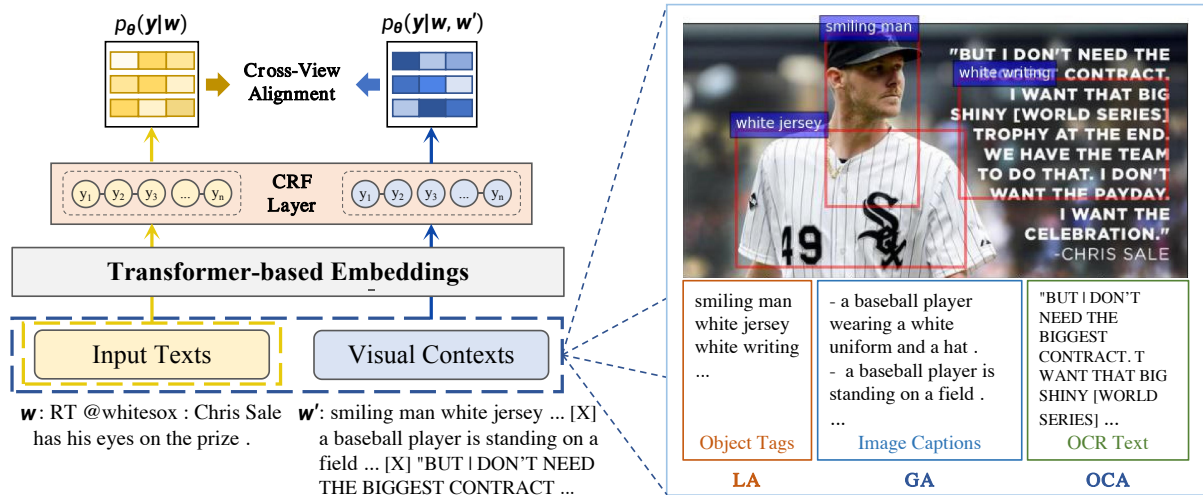 pθ(y|w)
pθ(y|w, w′)
Cross-View
Alignment
y1 y2 y3 ... yn
CRF
Layer
y1 y2 y3 ... yn
Transformer-based Embeddings
Input Texts
Visual Contexts
w: RT @whitesox : Chris Sale
has his eyes on the prize .
w′: smiling man white jersey ... [X]
a baseball player is standing on a
field ... [X] "BUT I DON'T NEED
THE BIGGEST CONTRACT ...
smiling man
white jersey
white writing
"BUT I DON'T NEED THE
CONTRACT.
I WANT THAT BIG
SHINY [WORLD SERIES]
TROPHY AT THE END.
WE HAVE THE TEAM
TO DO THAT. I DON'T
WANT THE PAYDAY.
I WANT THE
CELEBRATION."
-CHRIS SALE
Sox
49
smiling man
white jersey
white writing
...
Object Tags
LA
- a baseball player
wearing a white
uniform and a hat .
- a baseball player is
standing on a field .
...
Image Captions
GA
"BUT I DON'T
NEED THE
BIGGEST
CONTRACT. T
WANT THAT BIG
SHINY [WORLD
SERIES] ...
OCR Text
OCA